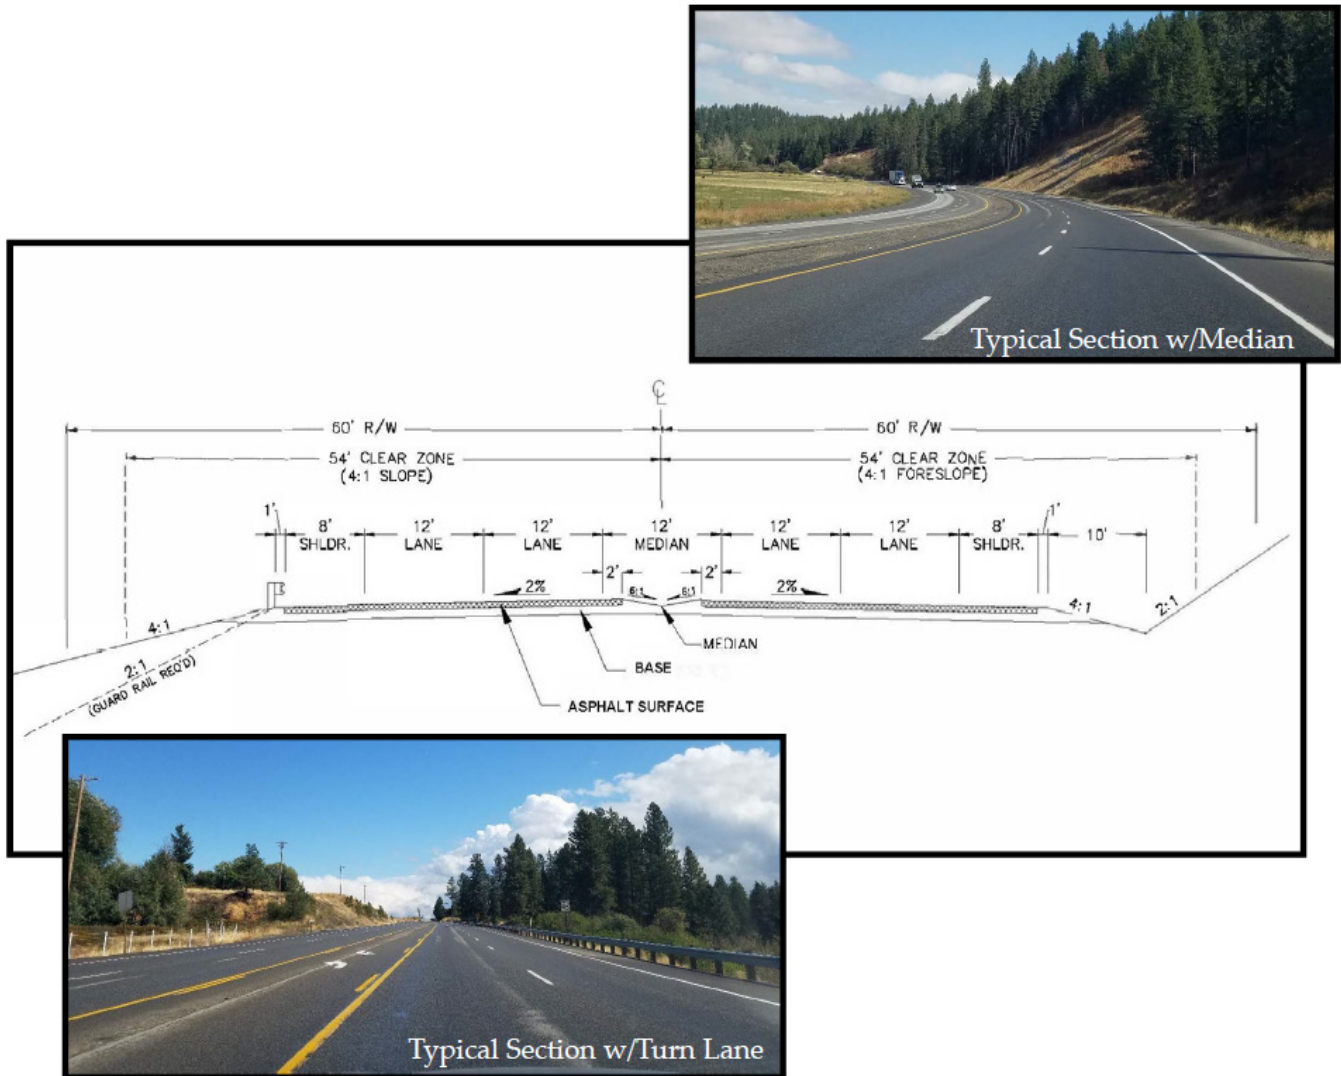 Typical Section w/Median
℄
60' R/W 60' R/W
54' CLEAR ZONE 54' CLEAR ZONE
(4:1 SLOPE) (4:1 FORESLOPE)
1' 1'
8' 12' 12' 12' 12' 12' 8' 10'
SHLDR. LANE LANE MEDIAN LANE LANE SHLDR.
2' 2'
2% 6:1 6:1 2%
4:1 4:1 2:1
2:1
(GUARD RAIL REQ'D)
MEDIAN
BASE
ASPHALT SURFACE
Typical Section w/Turn Lane